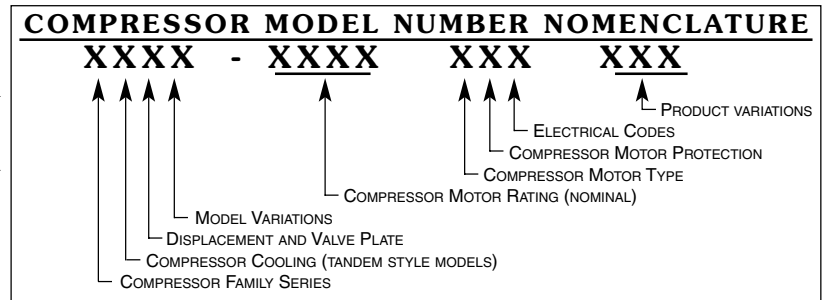 COMPRESSOR MODEL NUMBER NOMENCLATURE
XXXX - XXXX XXX XXX
PRODUCT VARIATIONS
ELECTRICAL CODES
COMPRESSOR MOTOR PROTECTION
COMPRESSOR MOTOR TYPE
COMPRESSOR MOTOR RATING (NOMINAL)
MODEL VARIATIONS
DISPLACEMENT AND VALVE PLATE
COMPRESSOR COOLING (TANDEM STYLE MODELS)
COMPRESSOR FAMILY SERIES